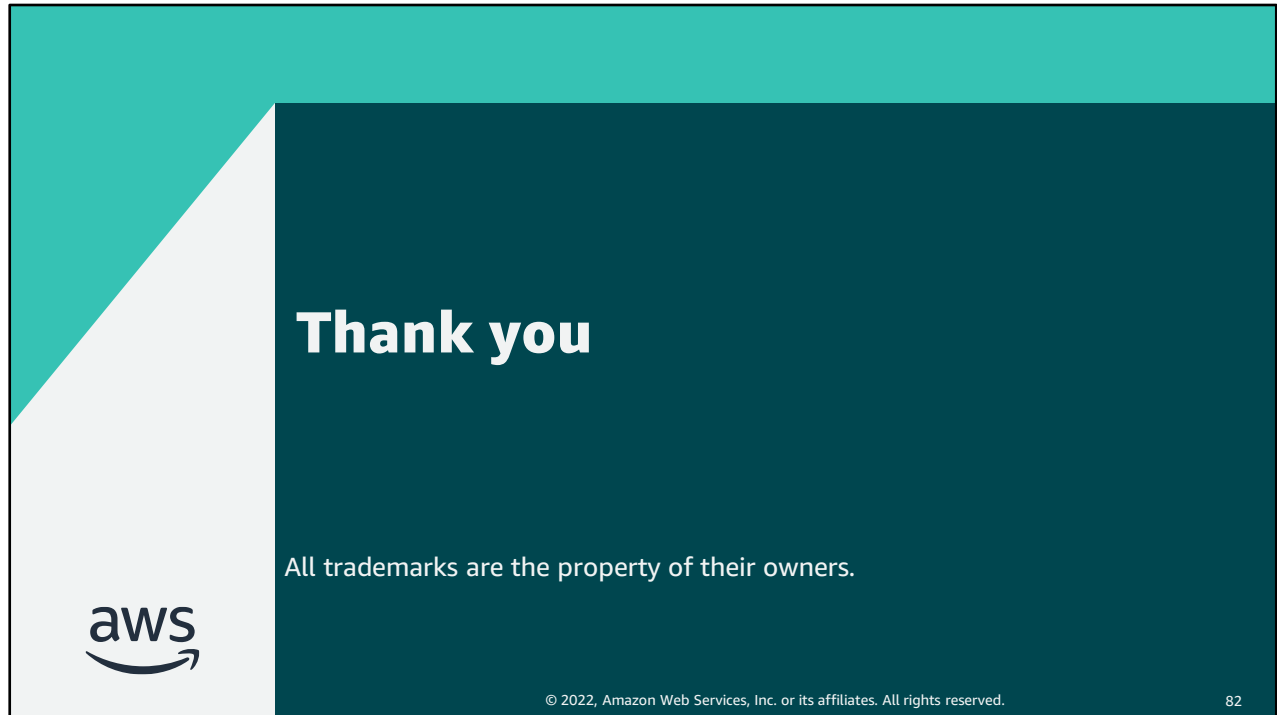 Thank you
All trademarks are the property of their owners.
aws
© 2022, Amazon Web Services, Inc. or its affiliates. All rights reserved.
82